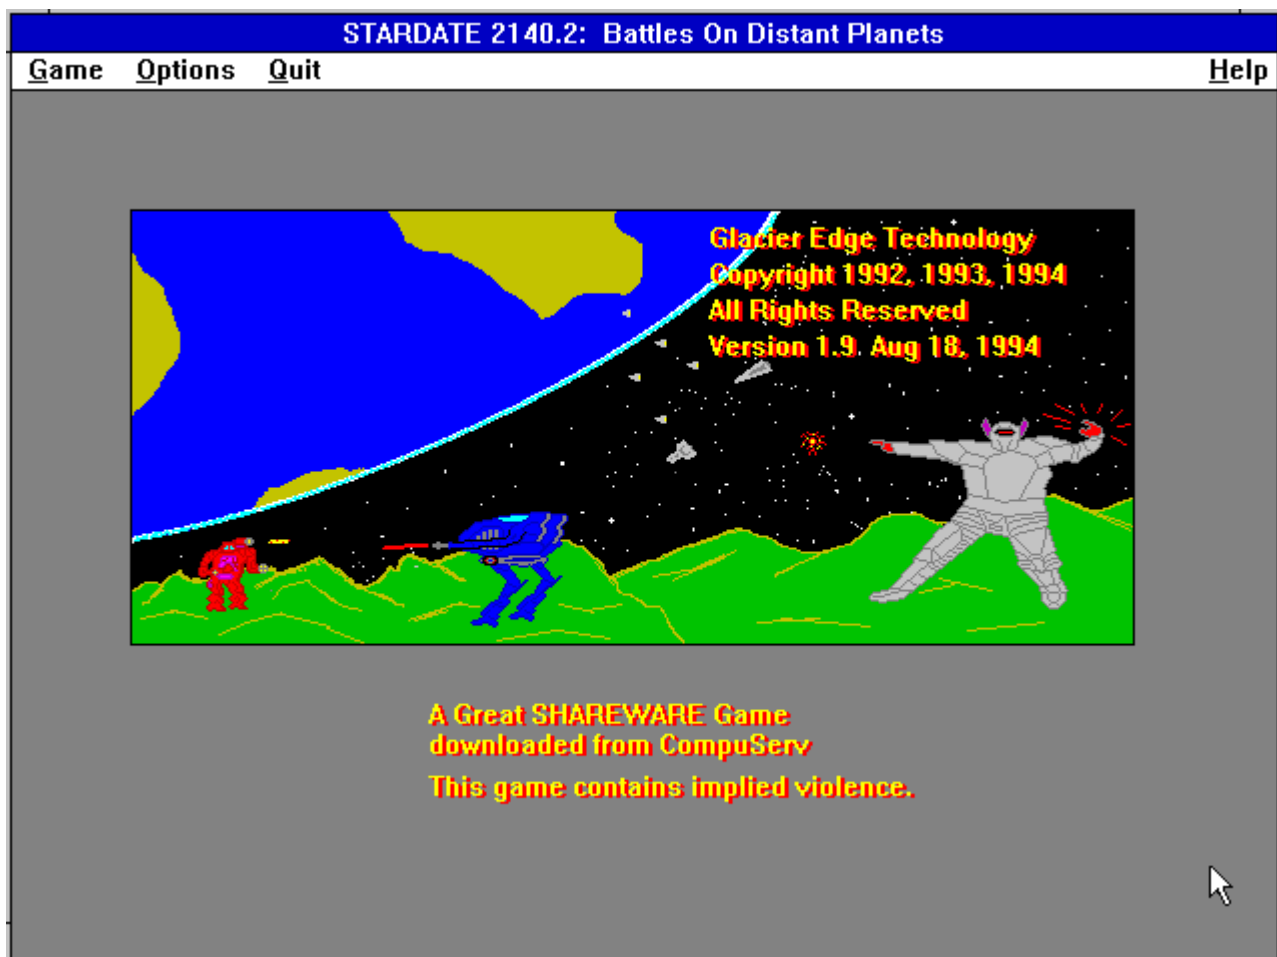 STARDATE 2140.2: Battles On Distant Planets
Game Options Quit Help
Glacier Edge Technology
Copyright 1992, 1993, 1994
All Rights Reserved
Version 1.9 Aug 18, 1994
A Great SHAREWARE Game
downloaded from CompuServ
This game contains implied violence.